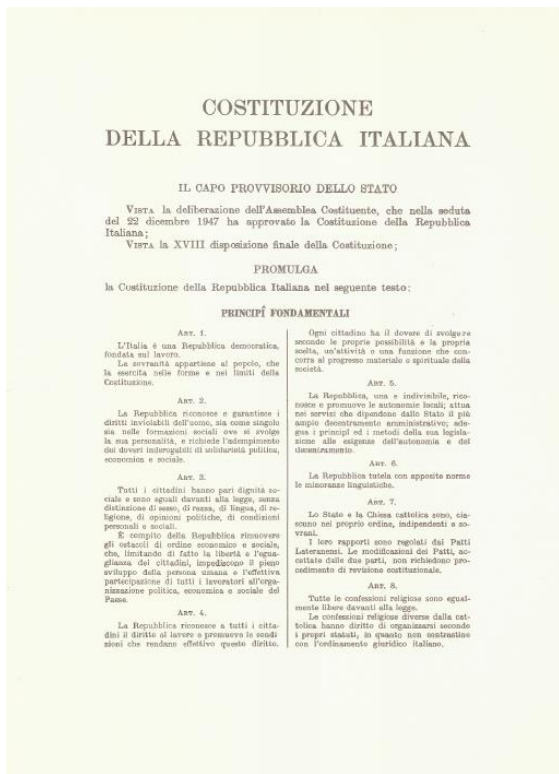 COSTITUZIONE
DELLA REPUBBLICA ITALIANA
IL CAPO PROVVISORIO DELLO STATO
VISTA la deliberazione dell'Assemblea Costituente, che nella seduta
del 22 dicembre 1947 ha approvato la Costituzione della Repubblica
Italiana;
VISTA la XVIII disposizione finale della Costituzione;
PROMULGA
la Costituzione della Repubblica Italiana nel seguente testo:
PRINCIPÎ FONDAMENTALI
ART. 1.
L'Italia è una Repubblica democratica,
fondata sul lavoro.
La sovranità appartiene al popolo, che
la esercita nelle forme e nei limiti della
Costituzione.
ART. 2.
La Repubblica riconosce e garantisce i
diritti inviolabili dell'uomo, sia come singolo
sia nelle formazioni sociali ove si svolge
la sua personalità, e richiede l'adempimento
dei doveri inderogabili di solidarietà politica,
economica e sociale.
ART. 3.
Tutti i cittadini hanno pari dignità so-
ciale e sono eguali davanti alla legge, senza
distinzione di sesso, di razza, di lingua, di re-
ligione, di opinioni politiche, di condizioni
personali e sociali.
È compito della Repubblica rimuovere
gli ostacoli di ordine economico e sociale,
che, limitando di fatto la libertà e l'egua-
glianza dei cittadini, impediscono il pieno
sviluppo della persona umana e l'effettiva
partecipazione di tutti i lavoratori all'orga-
nizzazione politica, economica e sociale del
Paese.
ART. 4.
La Repubblica riconosce a tutti i citta-
dini il diritto al lavoro e promuove le condi-
zioni che rendano effettivo questo diritto.
Ogni cittadino ha il dovere di svolgere
secondo le proprie possibilità e la propria
scelta, un'attività o una funzione che con-
corra al progresso materiale o spirituale della
società.
ART. 5.
La Repubblica, una e indivisibile, rico-
nosce e promuove le autonomie locali; attua
nei servizi che dipendono dallo Stato il più
ampio decentramento amministrativo; ade-
gua i principî ed i metodi della sua legisla-
zione alle esigenze dell'autonomia e del
decentramento.
ART. 6.
La Repubblica tutela con apposite norme
le minoranze linguistiche.
ART. 7.
Lo Stato e la Chiesa cattolica sono, cia-
scuno nel proprio ordine, indipendenti e so-
vrani.
I loro rapporti sono regolati dai Patti
Lateranensi. Le modificazioni dei Patti, ac-
cettate dalle due parti, non richiedono pro-
cedimento di revisione costituzionale.
ART. 8.
Tutte le confessioni religiose sono egual-
mente libere davanti alla legge.
Le confessioni religiose diverse dalla cat-
tolica hanno diritto di organizzarsi secondo
i propri statuti, in quanto non contrastino
con l'ordinamento giuridico italiano.